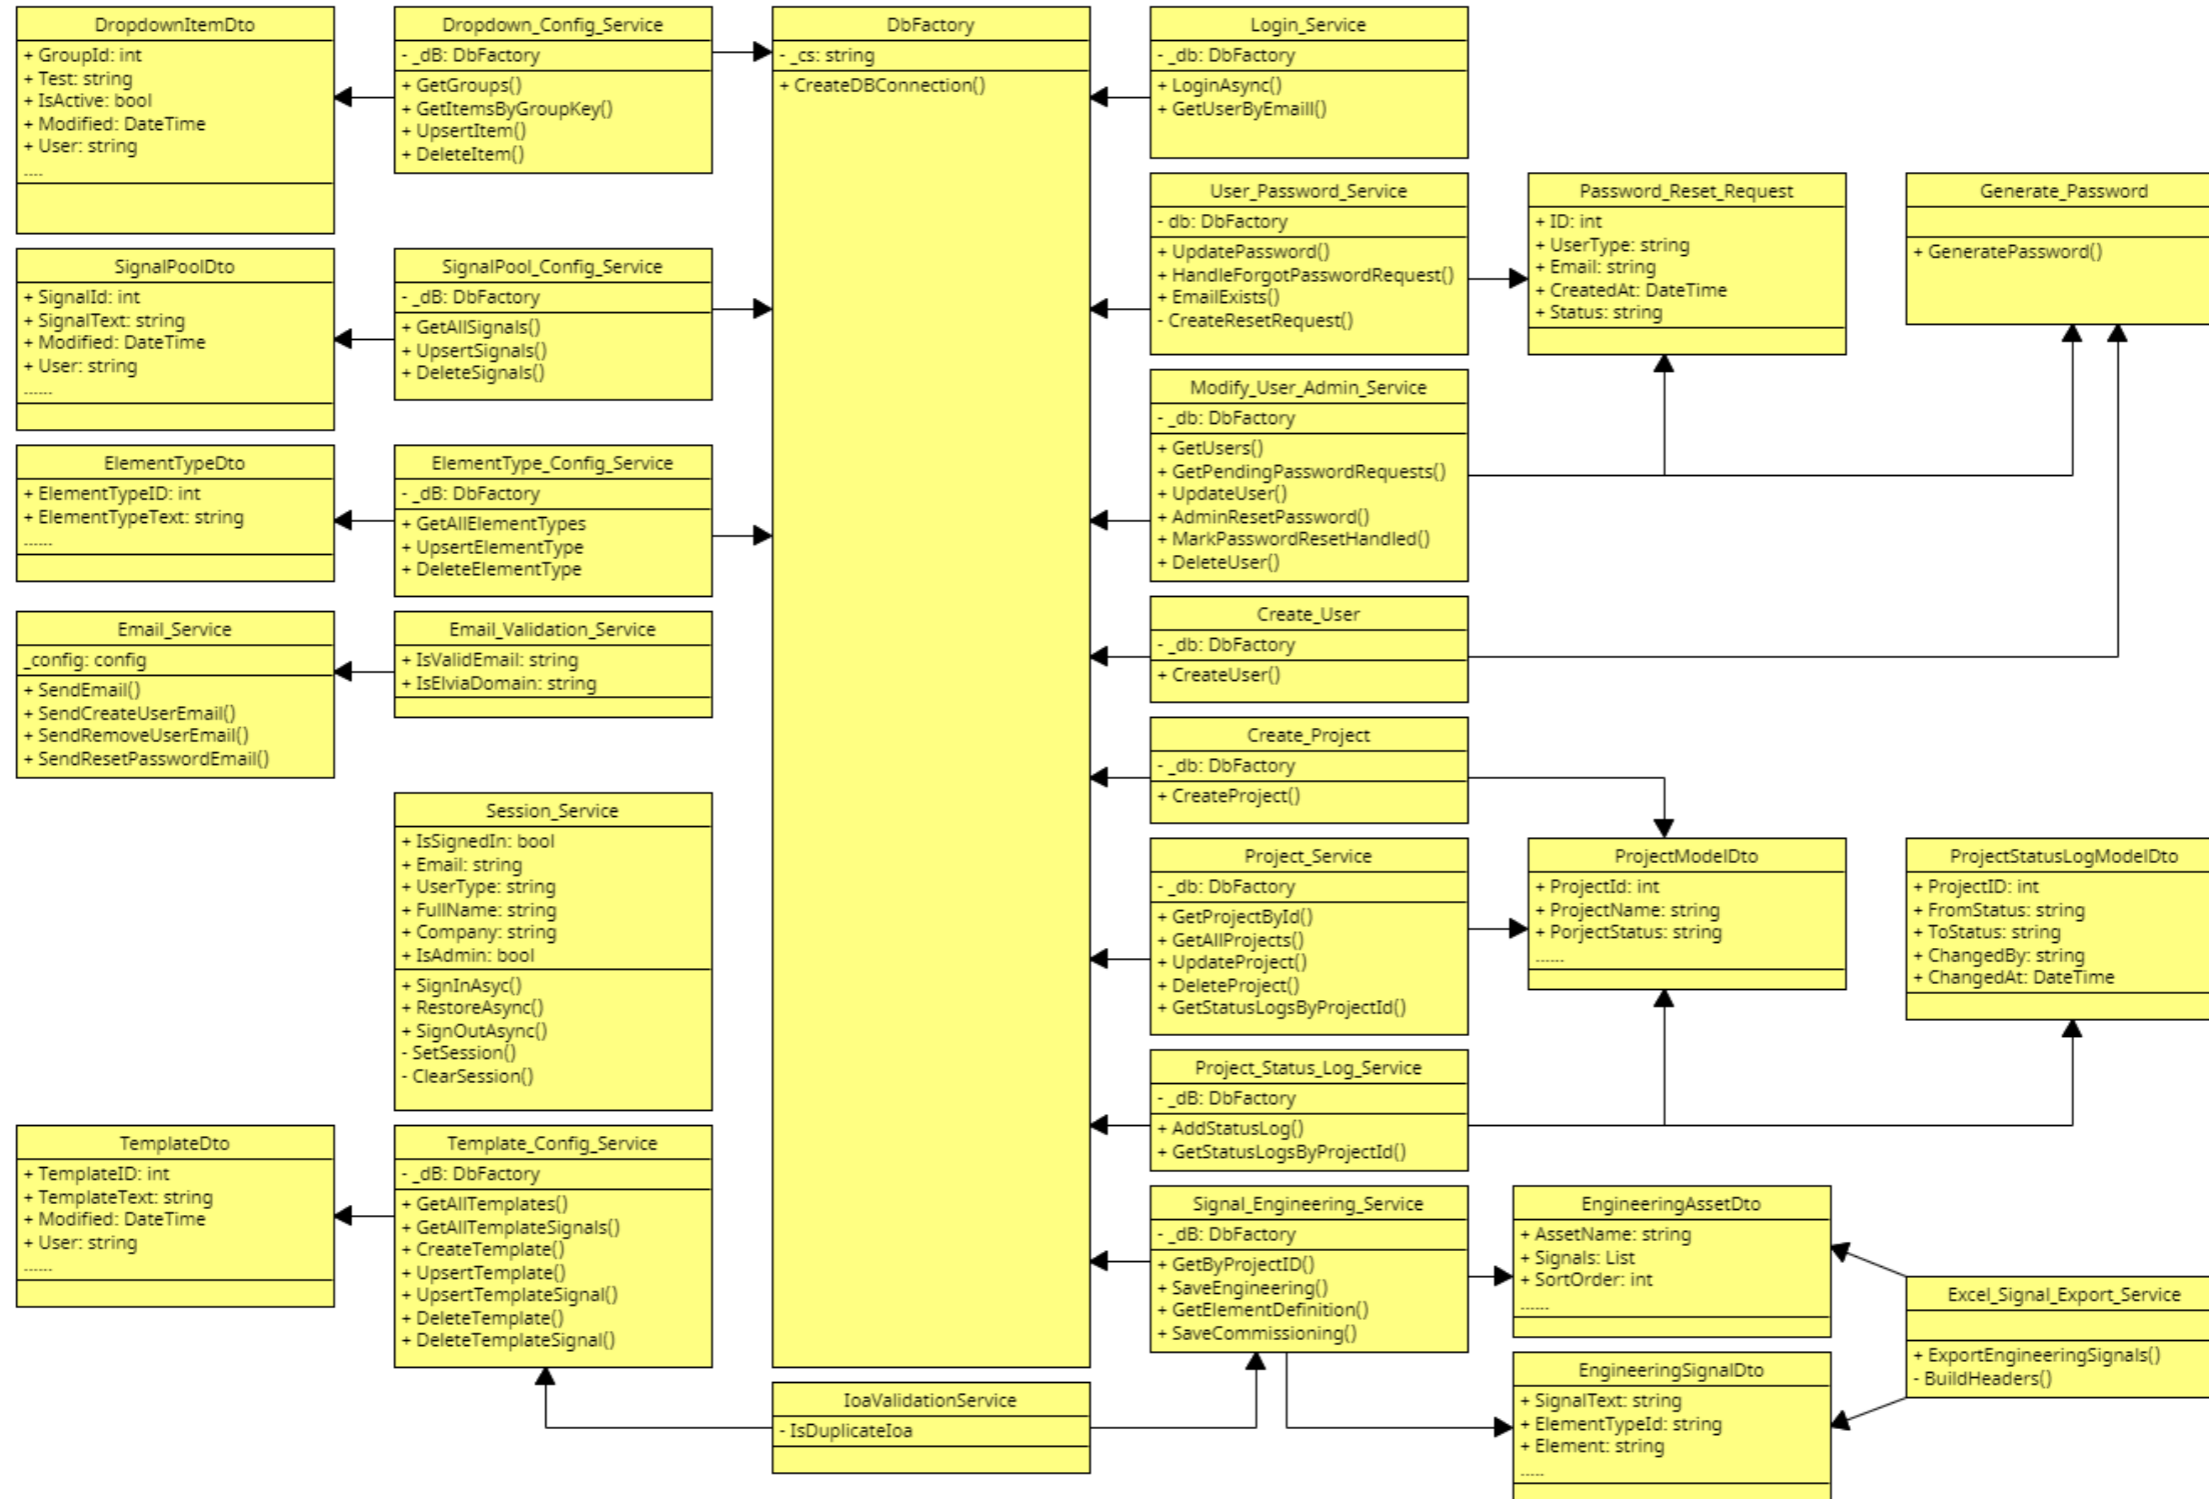 DropdownItemDto
+ GroupId: int
+ Test: string
+ IsActive: bool
+ Modified: DateTime
+ User: string
....
Dropdown_Config_Service
- _dB: DbFactory
+ GetGroups()
+ GetItemsByGroupKey()
+ UpsertItem()
+ DeleteItem()
DbFactory
- _cs: string
+ CreateDBConnection()
Login_Service
- _db: DbFactory
+ LoginAsync()
+ GetUserByEmaill()
User_Password_Service
- db: DbFactory
+ UpdatePassword()
+ HandleForgotPasswordRequest()
+ EmailExists()
- CreateResetRequest()
Password_Reset_Request
+ ID: int
+ UserType: string
+ Email: string
+ CreatedAt: DateTime
+ Status: string
Generate_Password
+ GeneratePassword()
SignalPoolDto
+ SignalId: int
+ SignalText: string
+ Modified: DateTime
+ User: string
......
SignalPool_Config_Service
- _dB: DbFactory
+ GetAllSignals()
+ UpsertSignals()
+ DeleteSignals()
Modify_User_Admin_Service
- _db: DbFactory
+ GetUsers()
+ GetPendingPasswordRequests()
+ UpdateUser()
+ AdminResetPassword()
+ MarkPasswordResetHandled()
+ DeleteUser()
ElementTypeDto
+ ElementTypeID: int
+ ElementTypeText: string
......
ElementType_Config_Service
- _dB: DbFactory
+ GetAllElementTypes
+ UpsertElementType
+ DeleteElementType
Create_User
- _db: DbFactory
+ CreateUser()
Email_Service
_config: config
+ SendEmail()
+ SendCreateUserEmail()
+ SendRemoveUserEmail()
+ SendResetPasswordEmail()
Email_Validation_Service
+ IsValidEmail: string
+ IsElviaDomain: string
Create_Project
- _db: DbFactory
+ CreateProject()
Session_Service
+ IsSignedIn: bool
+ Email: string
+ UserType: string
+ FullName: string
+ Company: string
+ IsAdmin: bool
+ SignInAsyc()
+ RestoreAsync()
+ SignOutAsync()
- SetSession()
- ClearSession()
Project_Service
- _db: DbFactory
+ GetProjectById()
+ GetAllProjects()
+ UpdateProject()
+ DeleteProject()
+ GetStatusLogsByProjectId()
ProjectModelDto
+ ProjectId: int
+ ProjectName: string
+ PorjectStatus: string
......
ProjectStatusLogModelDto
+ ProjectID: int
+ FromStatus: string
+ ToStatus: string
+ ChangedBy: string
+ ChangedAt: DateTime
Project_Status_Log_Service
- _dB: DbFactory
+ AddStatusLog()
+ GetStatusLogsByProjectId()
TemplateDto
+ TemplateID: int
+ TemplateText: string
+ Modified: DateTime
+ User: string
......
Template_Config_Service
- _dB: DbFactory
+ GetAllTemplates()
+ GetAllTemplateSignals()
+ CreateTemplate()
+ UpsertTemplate()
+ UpsertTemplateSignal()
+ DeleteTemplate()
+ DeleteTemplateSignal()
Signal_Engineering_Service
- _dB: DbFactory
+ GetByProjectID()
+ SaveEngineering()
+ GetElementDefinition()
+ SaveCommissioning()
EngineeringAssetDto
+ AssetName: string
+ Signals: List
+ SortOrder: int
......
Excel_Signal_Export_Service
+ ExportEngineeringSignals()
- BuildHeaders()
IoaValidationService
- IsDuplicateIoa
EngineeringSignalDto
+ SignalText: string
+ ElementTypeId: string
+ Element: string
.....